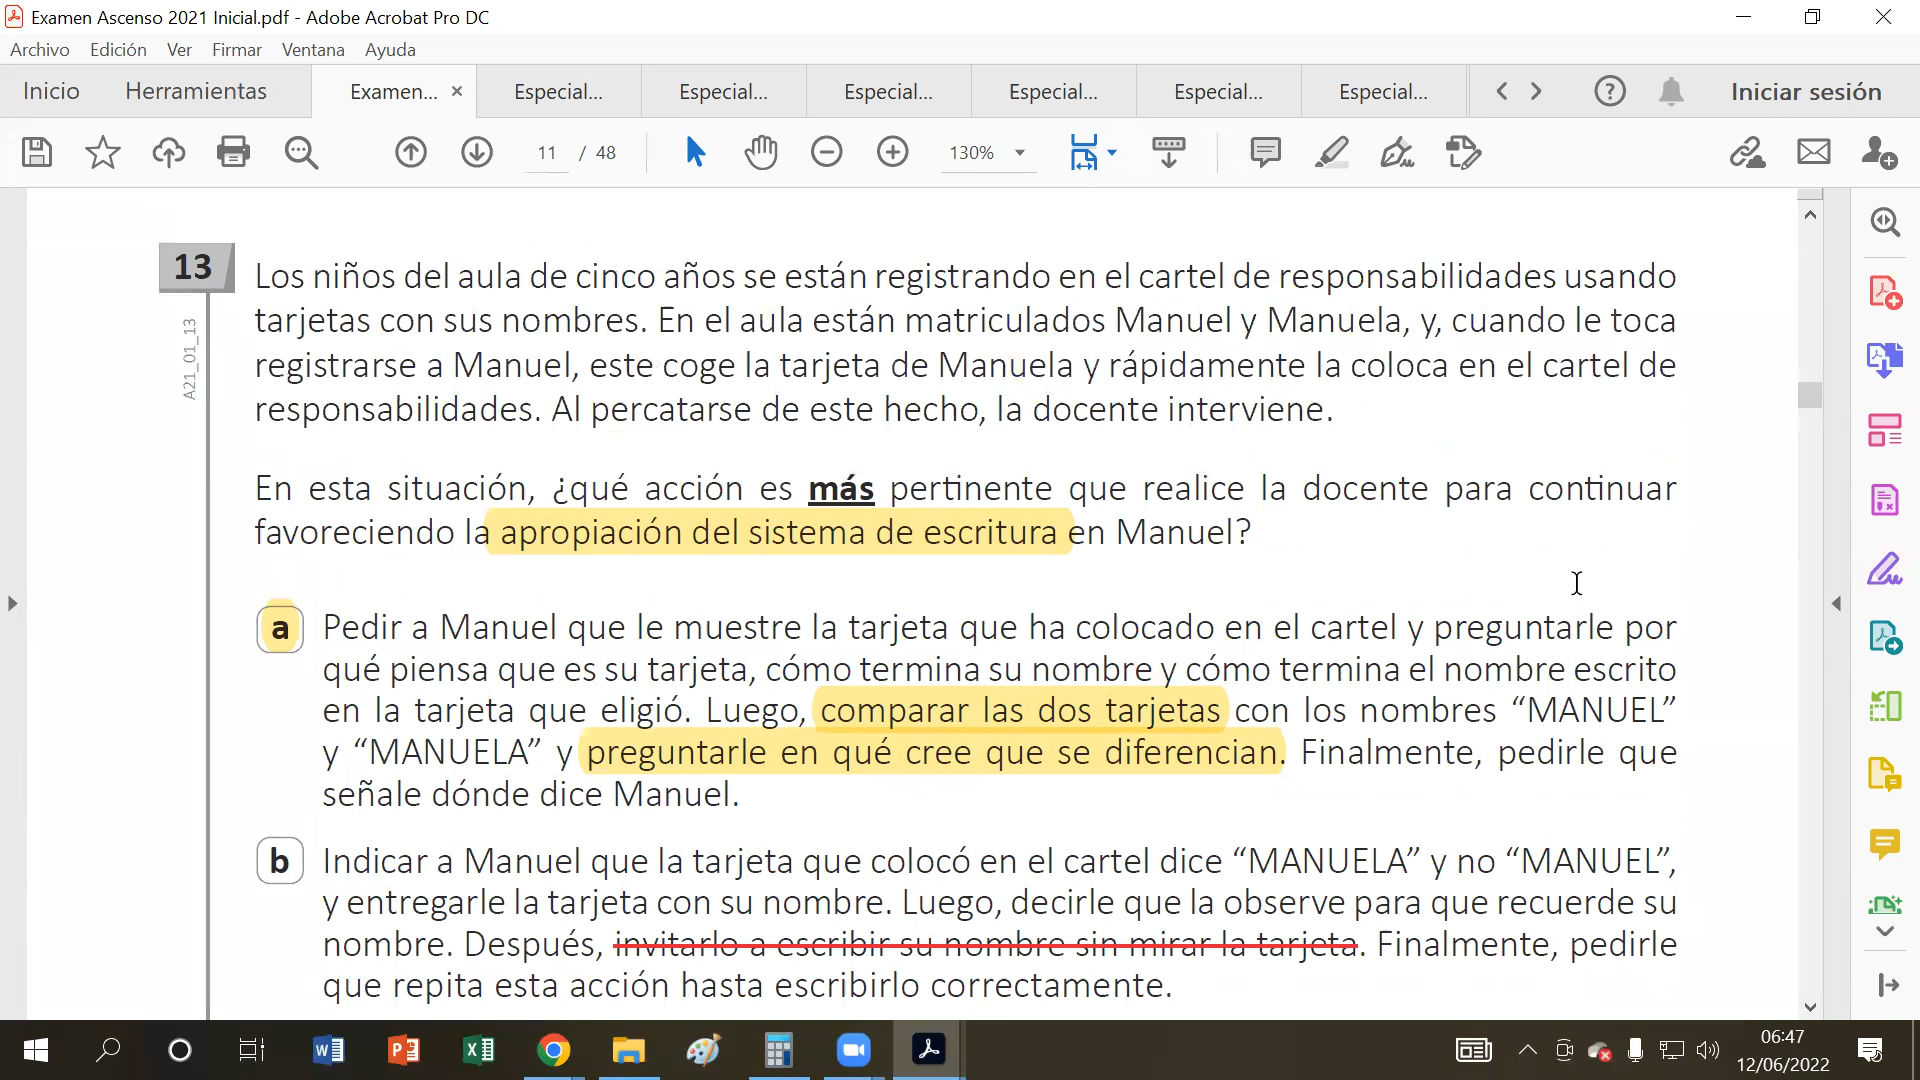 Examen Ascenso 2021 Inicial.pdf - Adobe Acrobat Pro DC
Archivo Edición Ver Firmar Ventana Ayuda
Inicio Herramientas Examen... × Especial... Especial... Especial... Especial... Especial... Especial... Iniciar sesión
11 / 48 130%
13
A21_01_13
Los niños del aula de cinco años se están registrando en el cartel de responsabilidades usando
tarjetas con sus nombres. En el aula están matriculados Manuel y Manuela, y, cuando le toca
registrarse a Manuel, este coge la tarjeta de Manuela y rápidamente la coloca en el cartel de
responsabilidades. Al percatarse de este hecho, la docente interviene.
En esta situación, ¿qué acción es más pertinente que realice la docente para continuar
favoreciendo la apropiación del sistema de escritura en Manuel?
a Pedir a Manuel que le muestre la tarjeta que ha colocado en el cartel y preguntarle por
qué piensa que es su tarjeta, cómo termina su nombre y cómo termina el nombre escrito
en la tarjeta que eligió. Luego, comparar las dos tarjetas con los nombres “MANUEL”
y “MANUELA” y preguntarle en qué cree que se diferencian. Finalmente, pedirle que
señale dónde dice Manuel.
b Indicar a Manuel que la tarjeta que colocó en el cartel dice “MANUELA” y no “MANUEL”,
y entregarle la tarjeta con su nombre. Luego, decirle que la observe para que recuerde su
nombre. Después, invitarlo a escribir su nombre sin mirar la tarjeta. Finalmente, pedirle
que repita esta acción hasta escribirlo correctamente.
06:47
12/06/2022